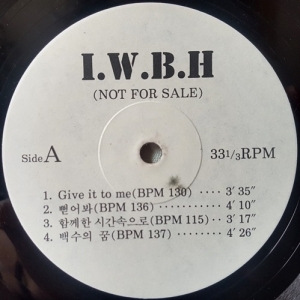 I.W.B.H
(NOT FOR SALE)
Side A
33 1/3 RPM
1. Give it to me(BPM 130) ···· 3′ 35″
2. 뻗어봐(BPM 136) ············ 4′ 10″
3. 함께한 시간속으로(BPM 115)·· 3′ 17″
4. 백수의 꿈(BPM 137) ········ 4′ 26″